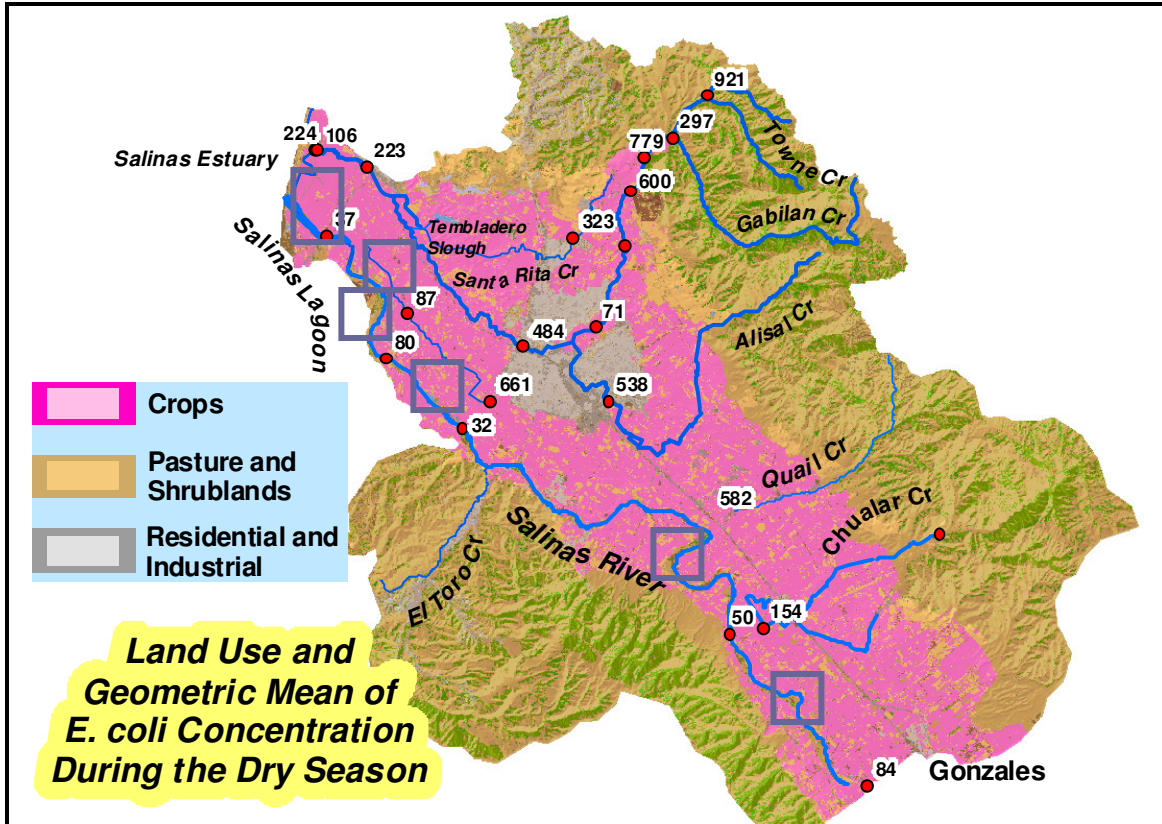 921
297
779
600
224
106
223
Salinas Estuary
Towne Cr
Gabilan Cr
37
Tembladero
Slough
323
Santa Rita Cr
Salinas Lagoon
87
71
484
Alisal Cr
80
661
538
32
Crops
Pasture and
Shrublands
Residential and
Industrial
Quail Cr
582
Chualar Cr
Salinas River
El Toro Cr
50
154
Land Use and
Geometric Mean of
E. coli Concentration
During the Dry Season
84
Gonzales